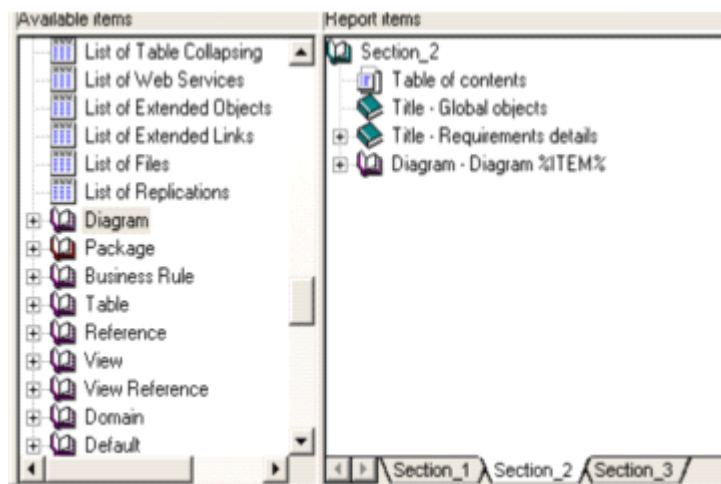 Available items
List of Table Collapsing
List of Web Services
List of Extended Objects
List of Extended Links
List of Files
List of Replications
Diagram
Package
Business Rule
Table
Reference
View
View Reference
Domain
Default
Report items
Section_2
Table of contents
Title - Global objects
Title - Requirements details
Diagram - Diagram %ITEM%
Section_1 Section_2 Section_3